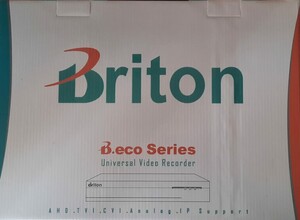 Briton
B.eco Series
Universal Video Recorder
Briton
AHD.TVI.CVI.Analog.IP Support